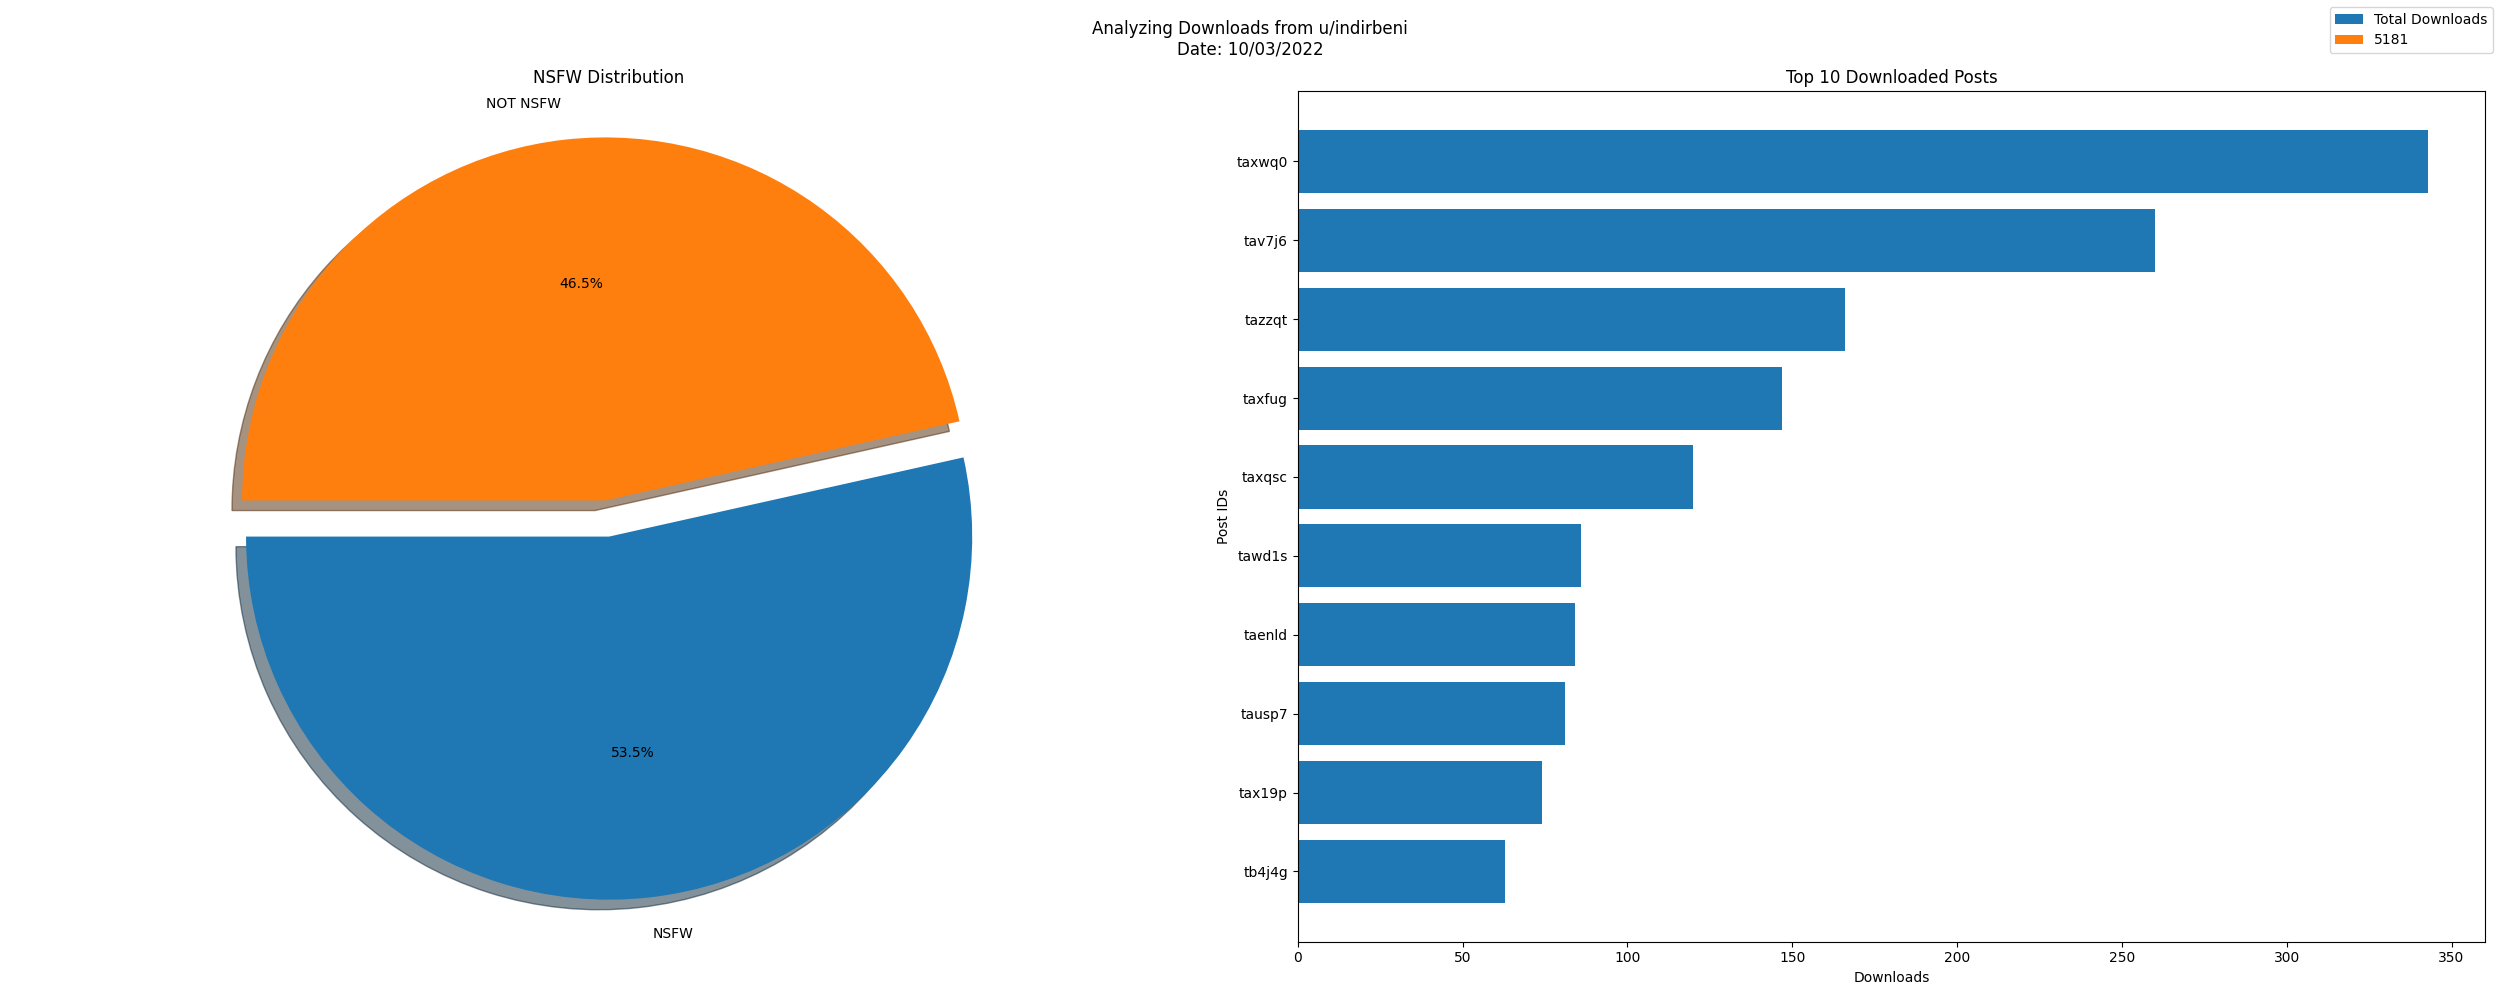 Analyzing Downloads from u/indirbeni
Date: 10/03/2022
Total Downloads
5181
NSFW Distribution
NOT NSFW
46.5%
53.5%
NSFW
Top 10 Downloaded Posts
Post IDs
taxwq0
tav7j6
tazzqt
taxfug
taxqsc
tawd1s
taenld
tausp7
tax19p
tb4j4g
0 50 100 150 200 250 300 350
Downloads